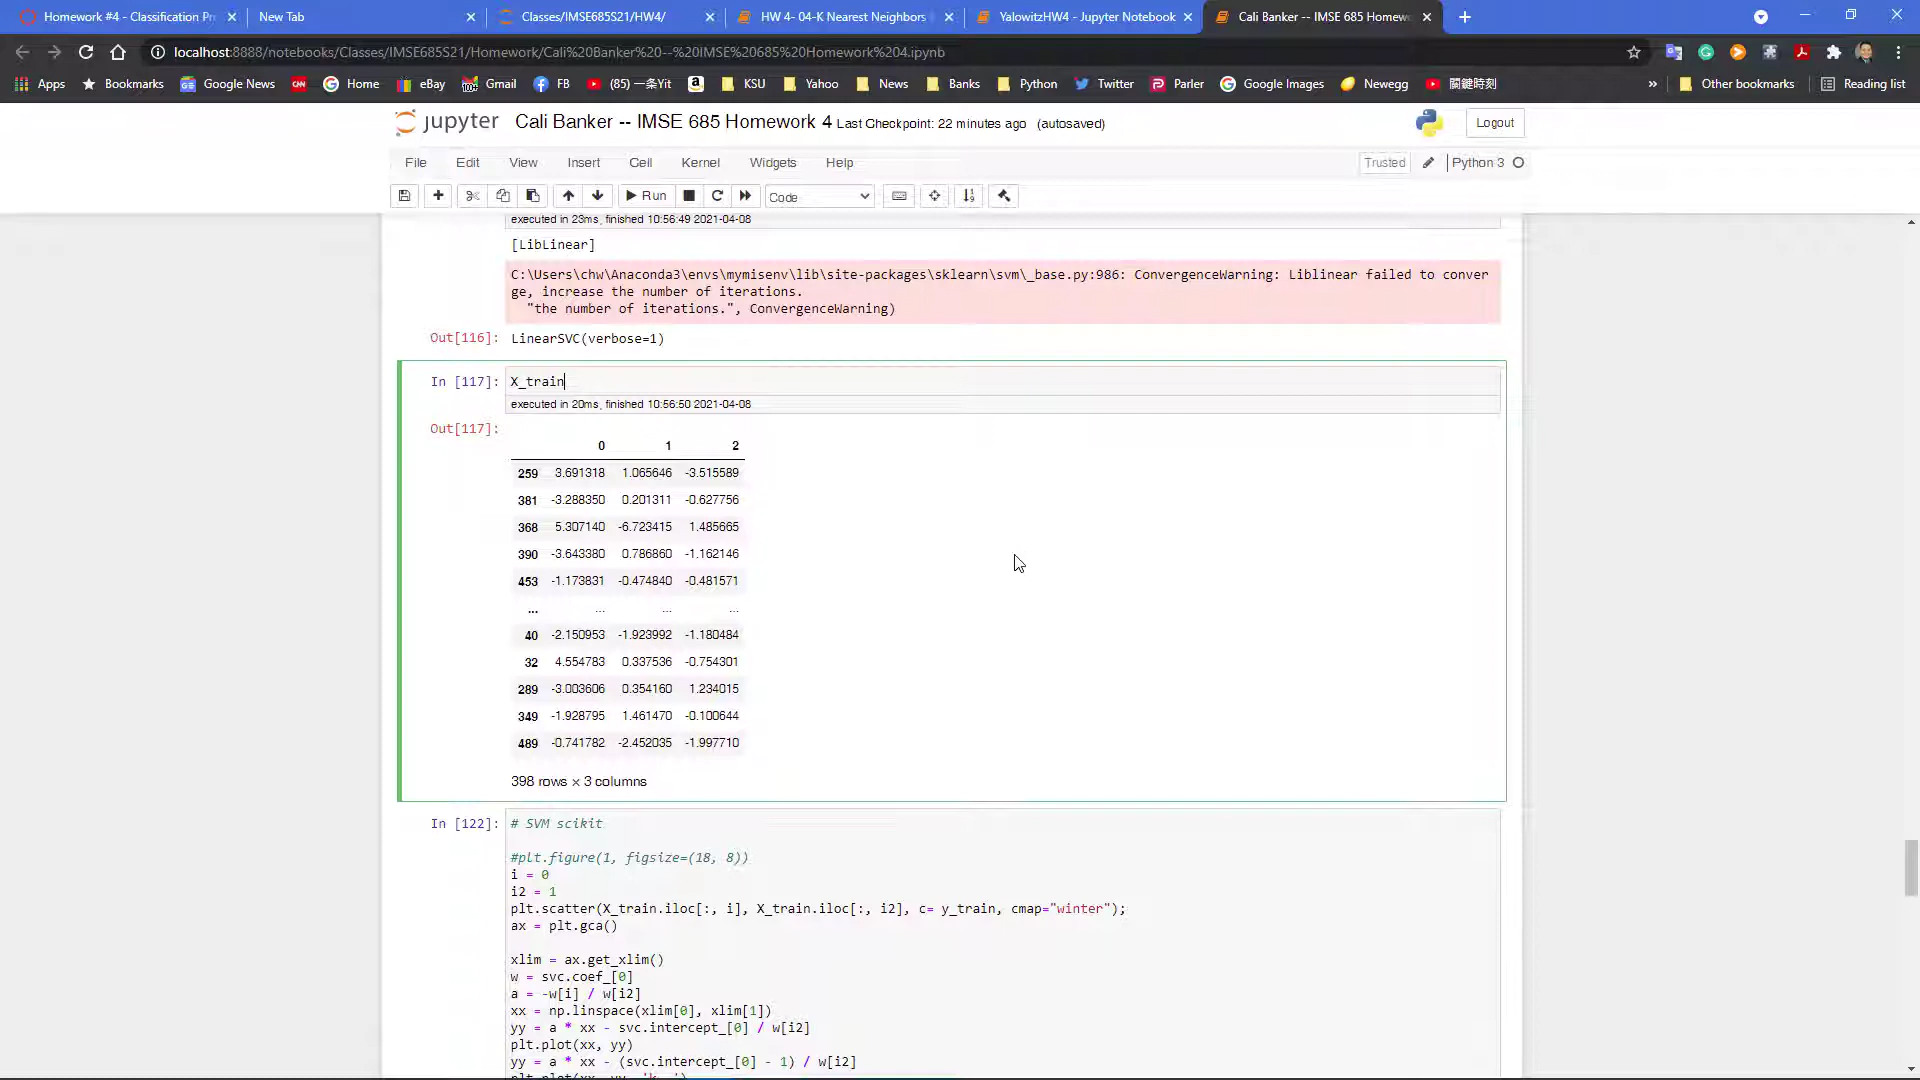 Homework #4 - Classification Pr
New Tab
Classes/IMSE685S21/HW4/
HW 4- 04-K Nearest Neighbors
YalowitzHW4 - Jupyter Notebook
Cali Banker -- IMSE 685 Homew
localhost:8888/notebooks/Classes/IMSE685S21/Homework/Cali%20Banker%20--%20IMSE%20685%20Homework%204.ipynb
Apps Bookmarks Google News Home eBay Gmail FB (85) 一条Yit KSU Yahoo News Banks Python Twitter Parler Google Images Newegg 關鍵時刻 » Other bookmarks Reading list
jupyter Cali Banker -- IMSE 685 Homework 4 Last Checkpoint: 22 minutes ago (autosaved) Logout
File Edit View Insert Cell Kernel Widgets Help Trusted Python 3
Run Code
executed in 23ms, finished 10:56:49 2021-04-08
[LibLinear]
C:\Users\chw\Anaconda3\envs\mymisenv\lib\site-packages\sklearn\svm\_base.py:986: ConvergenceWarning: Liblinear failed to conver
ge, increase the number of iterations.
"the number of iterations.", ConvergenceWarning)
Out[116]: LinearSVC(verbose=1)
In [117]: X_train
executed in 20ms, finished 10:56:50 2021-04-08
Out[117]:
0 1 2
259 3.691318 1.065646 -3.515589
381 -3.288350 0.201311 -0.627756
368 5.307140 -6.723415 1.485665
390 -3.643380 0.786860 -1.162146
453 -1.173831 -0.474840 -0.481571
... ... ... ...
40 -2.150953 -1.923992 -1.180484
32 4.554783 0.337536 -0.754301
289 -3.003606 0.354160 1.234015
349 -1.928795 1.461470 -0.100644
489 -0.741782 -2.452035 -1.997710
398 rows × 3 columns
In [122]: # SVM scikit
#plt.figure(1, figsize=(18, 8))
i = 0
i2 = 1
plt.scatter(X_train.iloc[:, i], X_train.iloc[:, i2], c= y_train, cmap="winter");
ax = plt.gca()
xlim = ax.get_xlim()
w = svc.coef_[0]
a = -w[i] / w[i2]
xx = np.linspace(xlim[0], xlim[1])
yy = a * xx - svc.intercept_[0] / w[i2]
plt.plot(xx, yy)
yy = a * xx - (svc.intercept_[0] - 1) / w[i2]